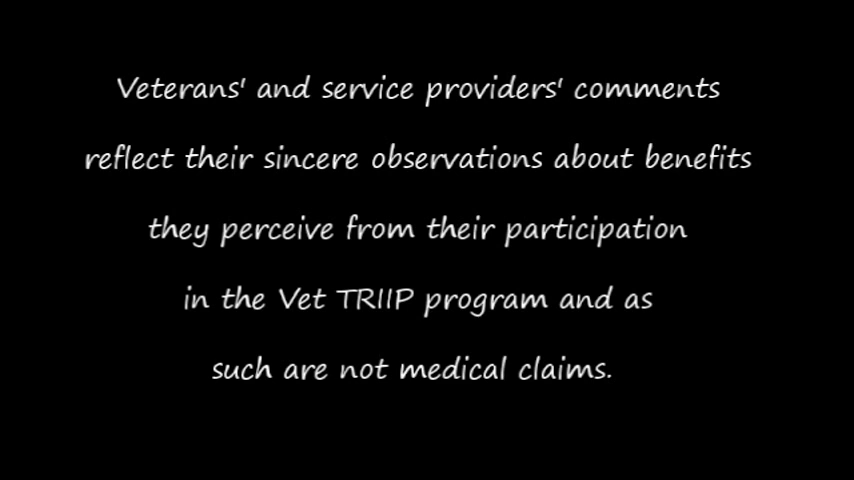 Veterans' and service providers' comments
reflect their sincere observations about benefits
they perceive from their participation
in the Vet TRIIP program and as
such are not medical claims.